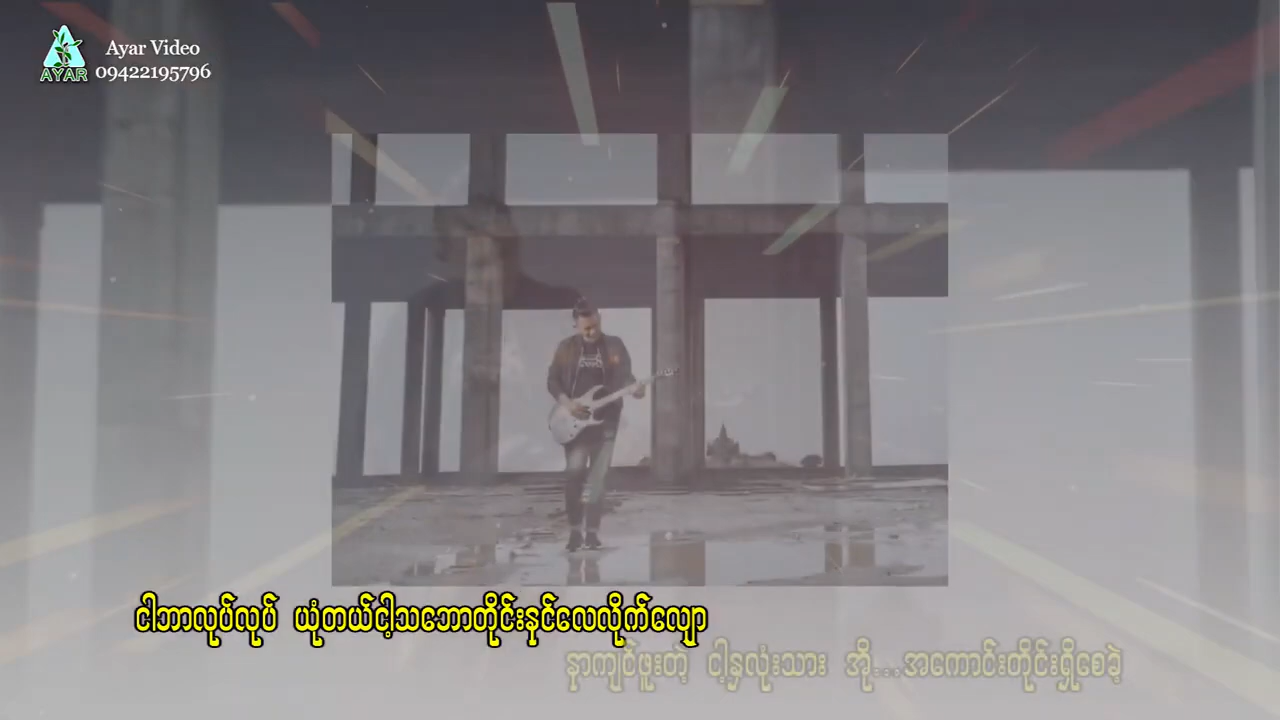 Ayar Video
AYAR 09422195796
ငါဘာလုပ်လုပ် ယုံတယ်ငါ့သဘောတိုင်းနှင်လေလိုက်လျှော
နာကျင်ဖူးတဲ့ ငါ့နှလုံးသား အို...အကောင်းတိုင်းရှိစေခဲ့